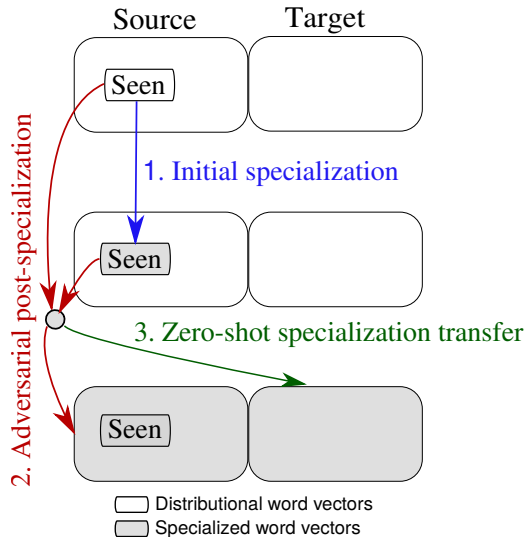 Source
Target
Seen
1. Initial specialization
Seen
2. Adversarial post-specialization
3. Zero-shot specialization transfer
Seen
Distributional word vectors
Specialized word vectors